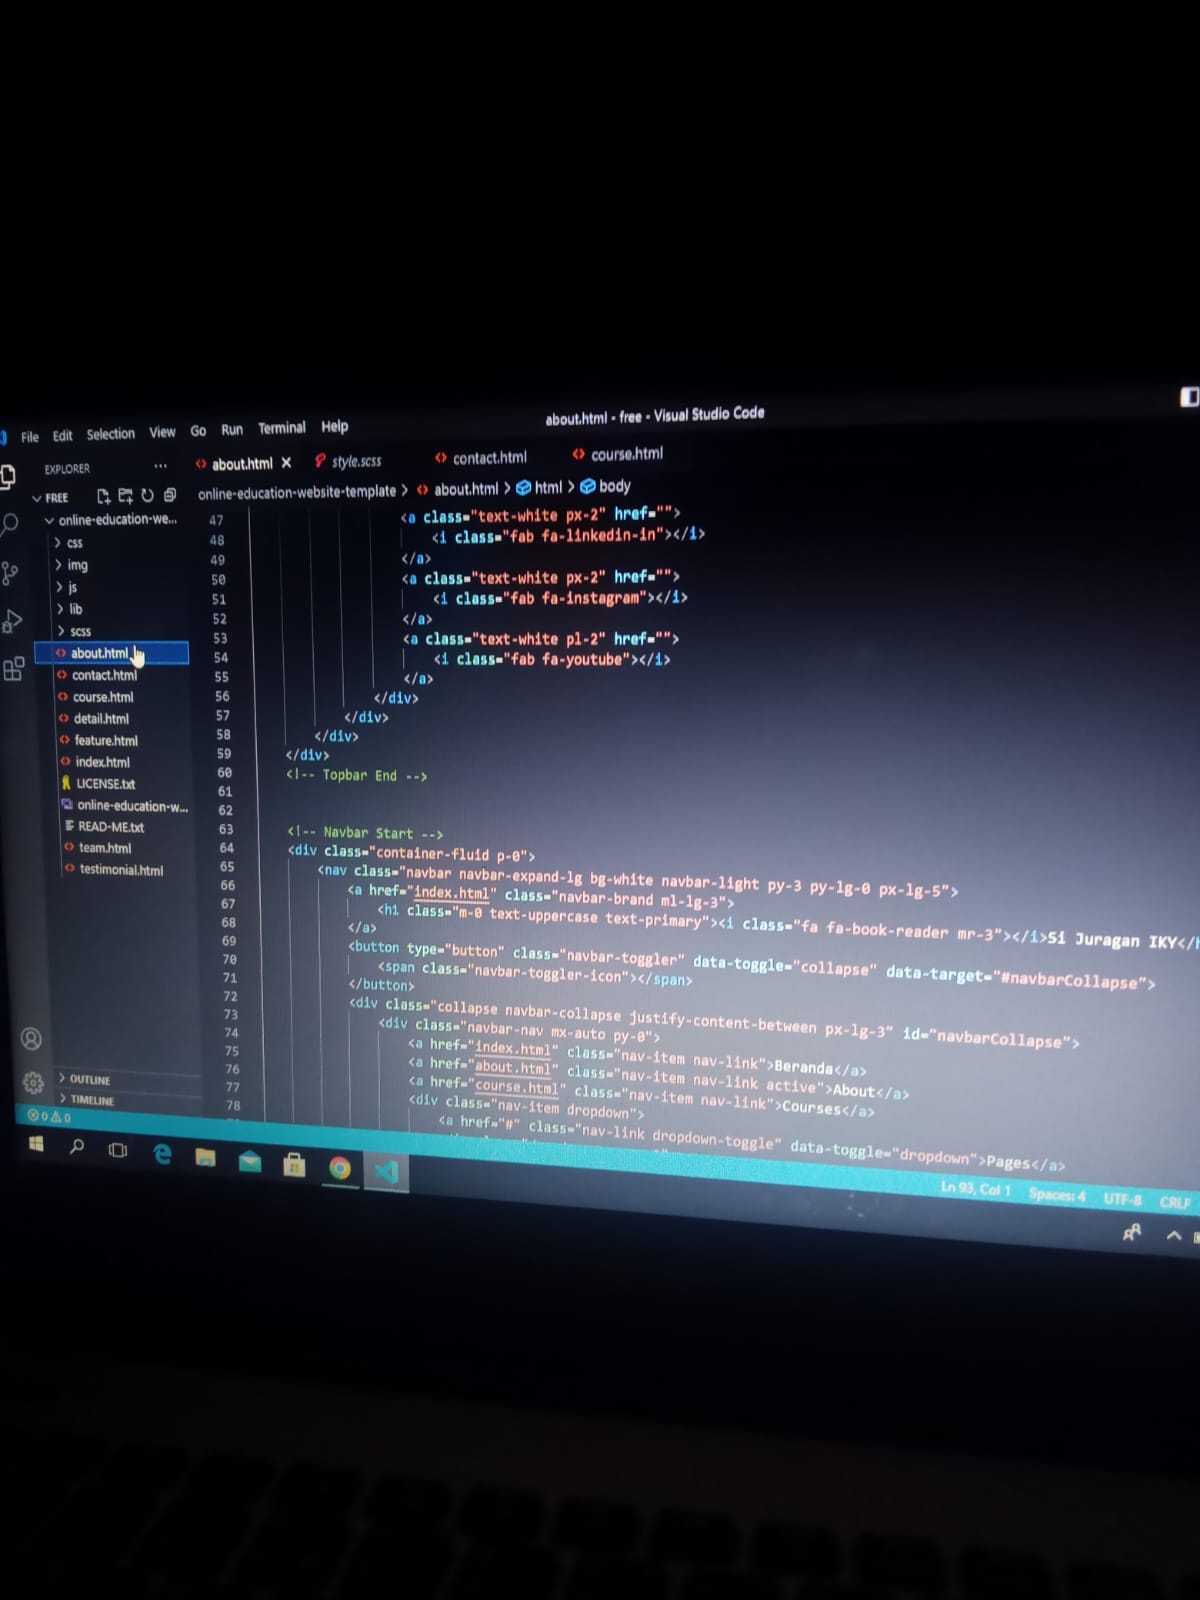 about.html - free - Visual Studio Code
File Edit Selection View Go Run Terminal Help
EXPLORER ...
about.html style.scss contact.html course.html
FREE
online-education-website-template > about.html > html > body
online-education-we...
css
img
js
lib
scss
about.html
contact.html
course.html
detail.html
feature.html
index.html
LICENSE.txt
online-education-w...
READ-ME.txt
team.html
testimonial.html
OUTLINE
TIMELINE
47 <a class="text-white px-2" href="">
48 <i class="fab fa-linkedin-in"></i>
49 </a>
50 <a class="text-white px-2" href="">
51 <i class="fab fa-instagram"></i>
52 </a>
53 <a class="text-white pl-2" href="">
54 <i class="fab fa-youtube"></i>
55 </a>
56 </div>
57 </div>
58 </div>
59 </div>
60 <!-- Topbar End -->
61
62
63 <!-- Navbar Start -->
64 <div class="container-fluid p-0">
65 <nav class="navbar navbar-expand-lg bg-white navbar-light py-3 py-lg-0 px-lg-5">
66 <a href="index.html" class="navbar-brand ml-lg-3">
67 <h1 class="m-0 text-uppercase text-primary"><i class="fa fa-book-reader mr-3"></i>Si Juragan IKY</h
68 </a>
69 <button type="button" class="navbar-toggler" data-toggle="collapse" data-target="#navbarCollapse">
70 <span class="navbar-toggler-icon"></span>
71 </button>
72 <div class="collapse navbar-collapse justify-content-between px-lg-3" id="navbarCollapse">
73 <div class="navbar-nav mx-auto py-0">
74 <a href="index.html" class="nav-item nav-link">Beranda</a>
75 <a href="about.html" class="nav-item nav-link active">About</a>
76 <a href="course.html" class="nav-item nav-link">Courses</a>
77 <div class="nav-item dropdown">
78 <a href="#" class="nav-link dropdown-toggle" data-toggle="dropdown">Pages</a>
0 0
Ln 93, Col 1 Spaces: 4 UTF-8 CRLF